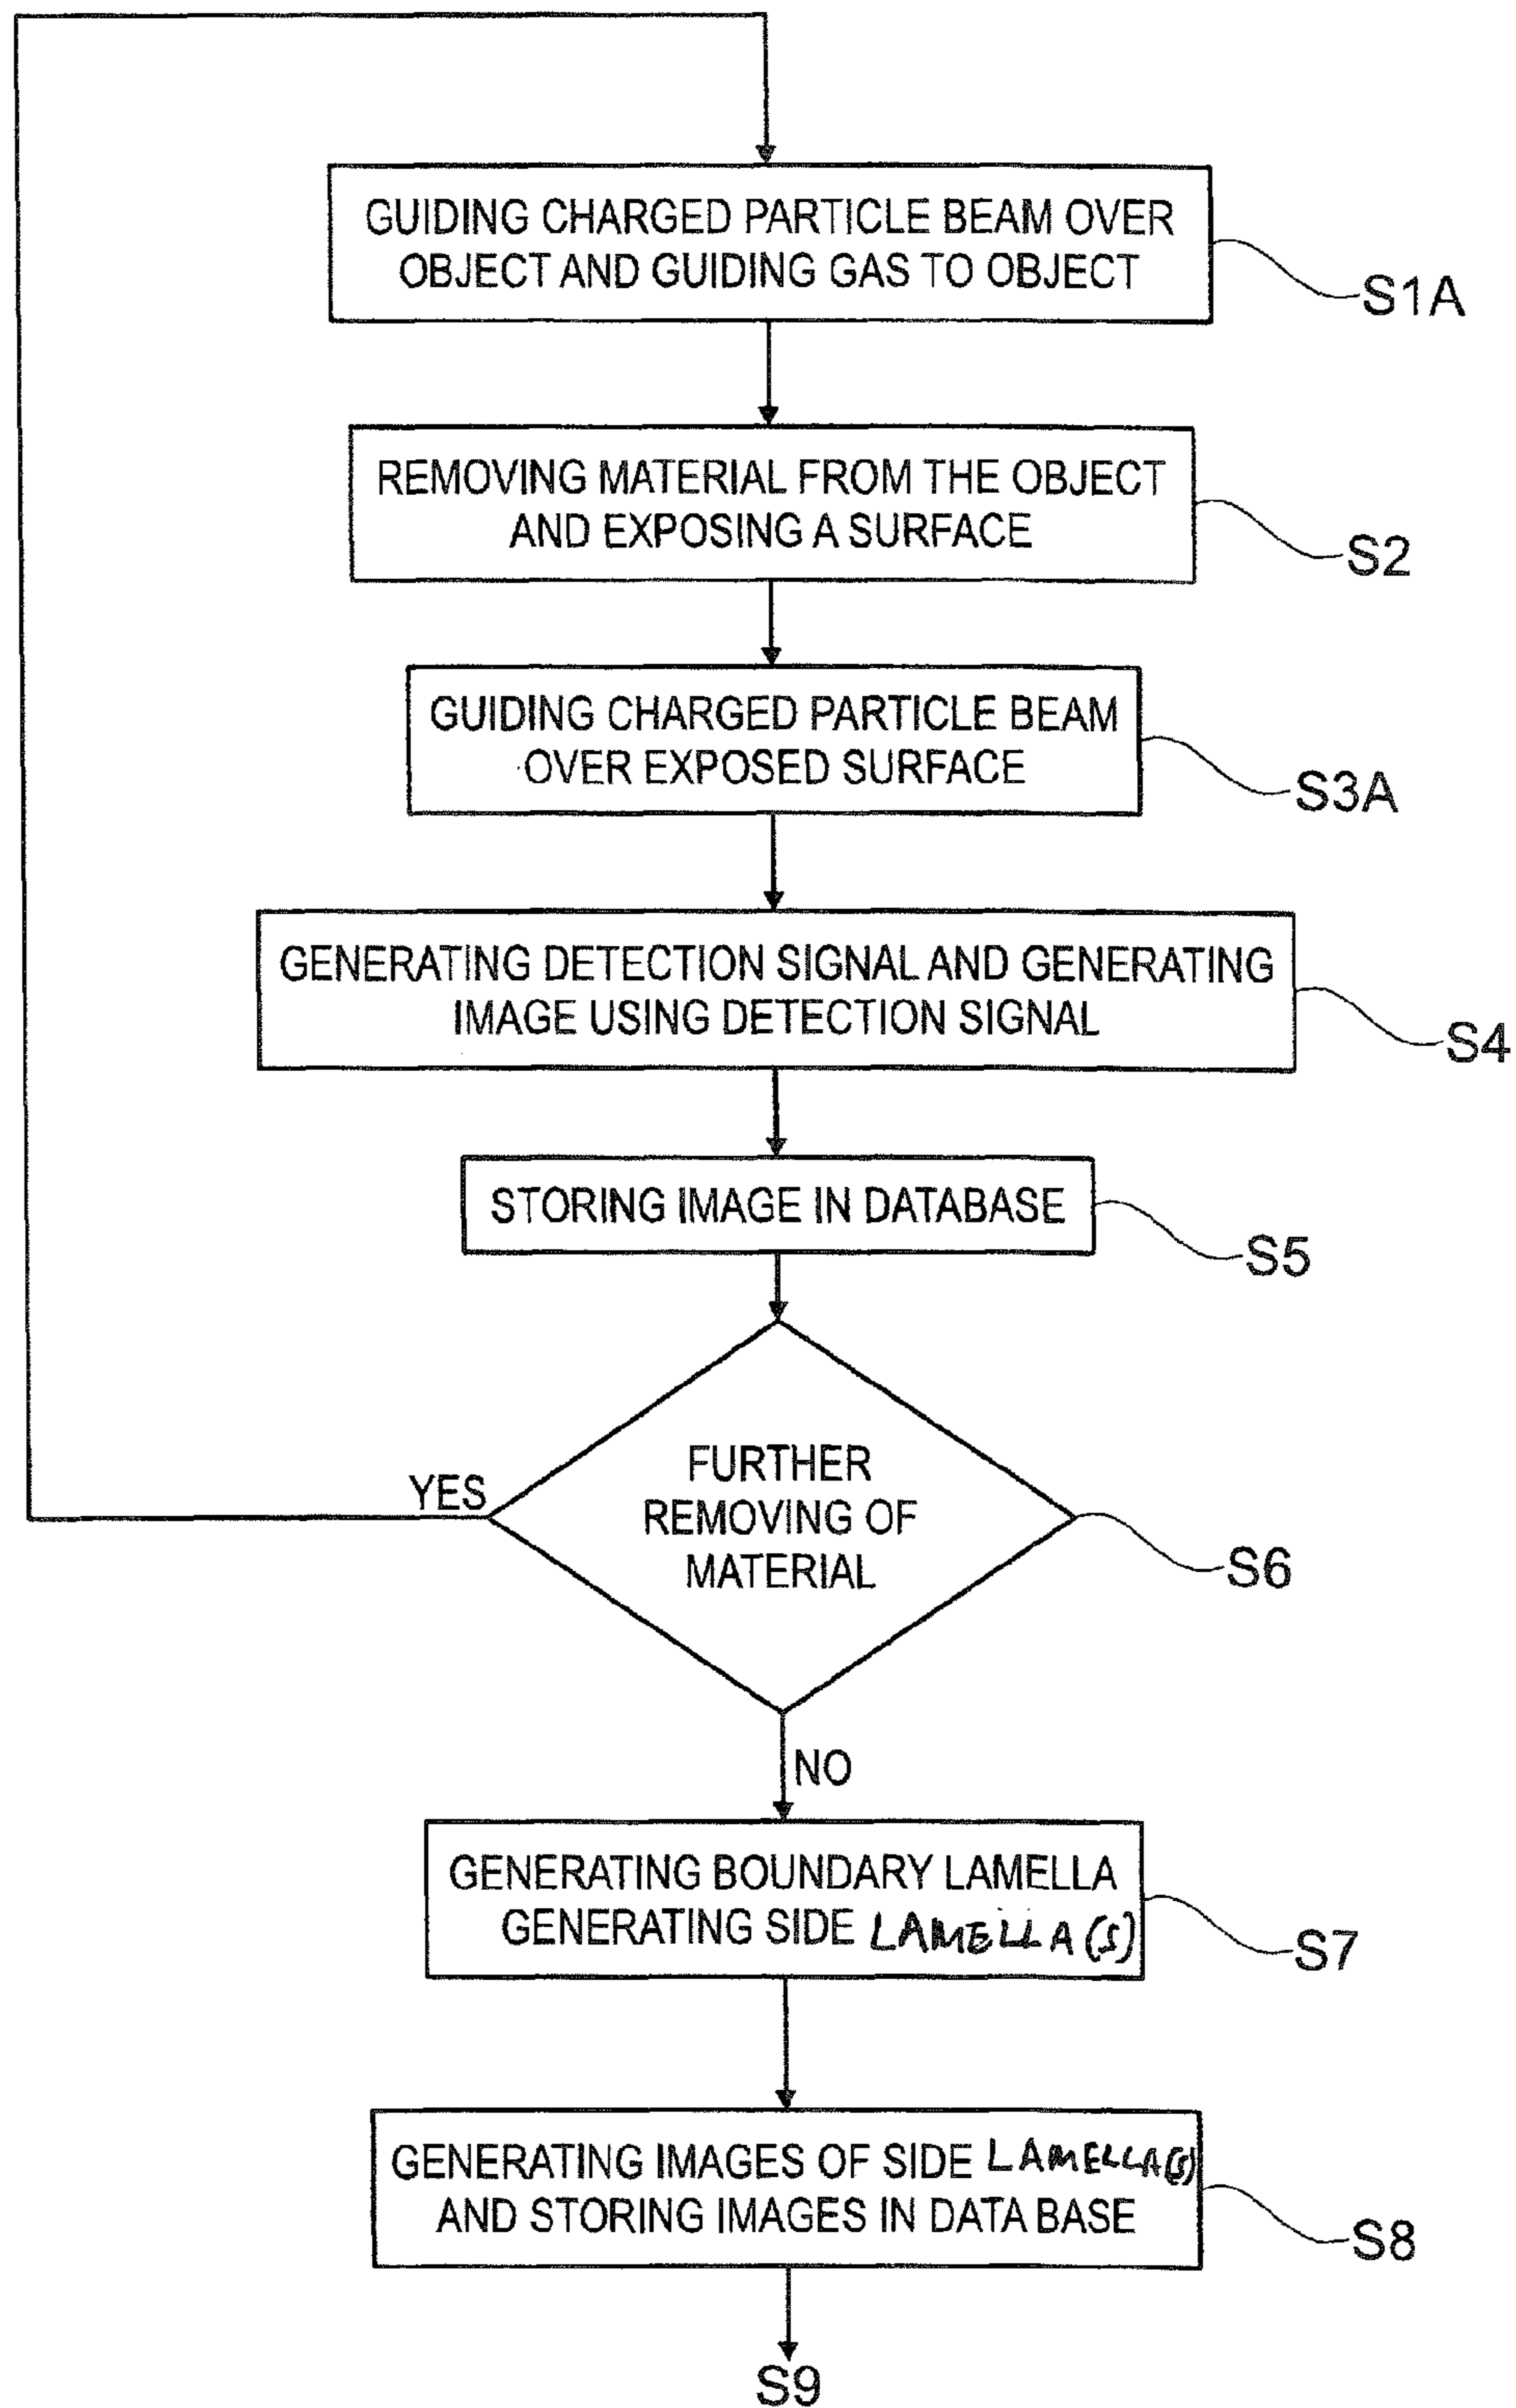 GUIDING CHARGED PARTICLE BEAM OVER
OBJECT AND GUIDING GAS TO OBJECT
S1A
REMOVING MATERIAL FROM THE OBJECT
AND EXPOSING A SURFACE
S2
GUIDING CHARGED PARTICLE BEAM
OVER EXPOSED SURFACE
S3A
GENERATING DETECTION SIGNAL AND GENERATING
IMAGE USING DETECTION SIGNAL
S4
STORING IMAGE IN DATABASE
S5
FURTHER
REMOVING OF
MATERIAL
YES
S6
NO
GENERATING BOUNDARY LAMELLA
GENERATING SIDE LAMELLA(S)
S7
GENERATING IMAGES OF SIDE LAMELLA(S)
AND STORING IMAGES IN DATA BASE
S8
S9